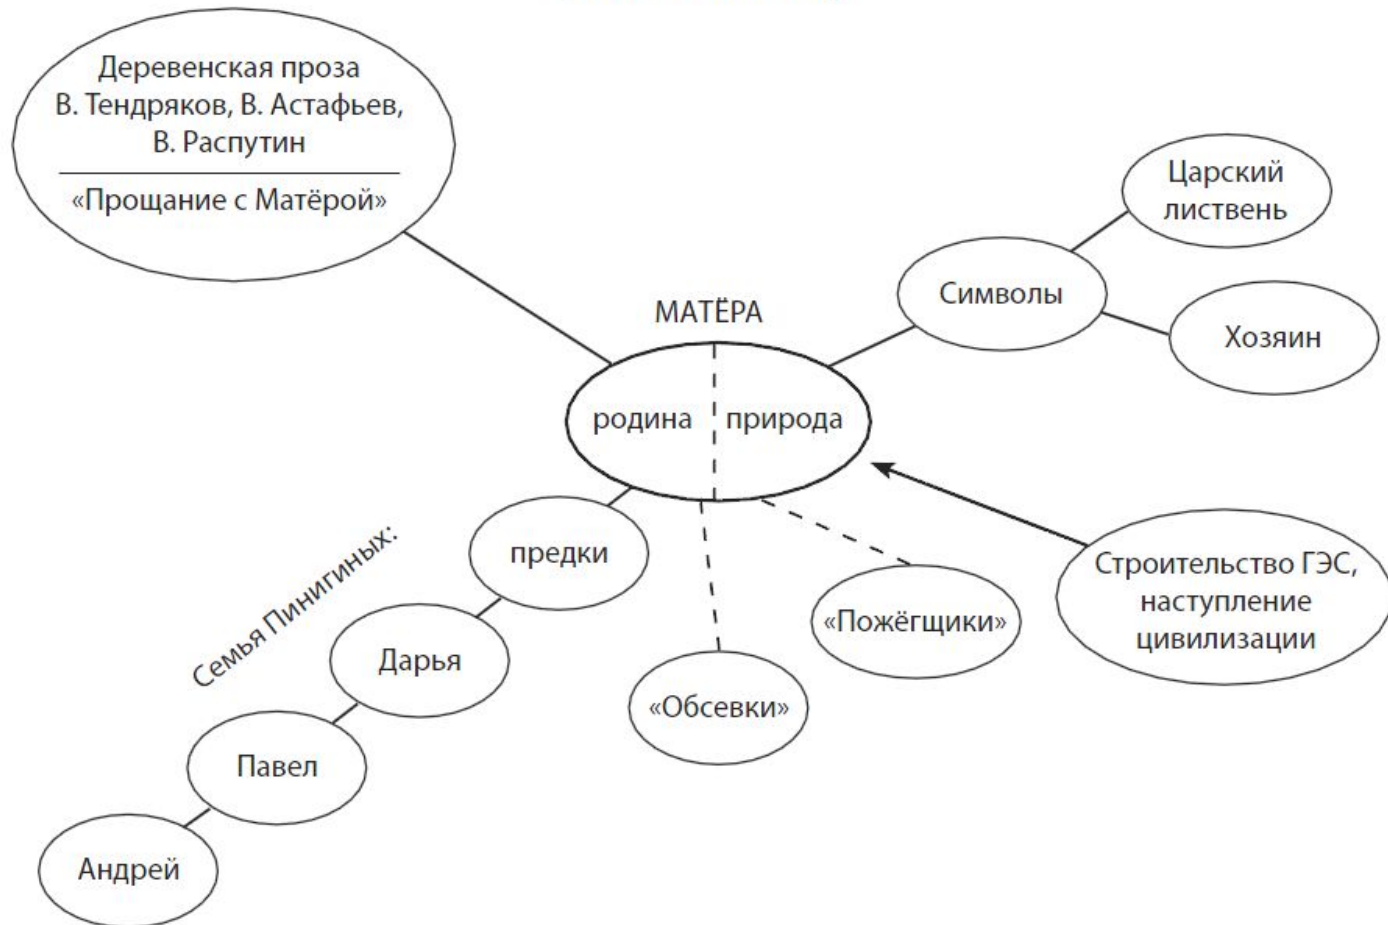 Деревенская проза
В. Тендряков, В. Астафьев,
В. Распутин
«Прощание с Матёрой»
Царский
листвень
Символы
Хозяин
МАТЁРА
родина
природа
Семья Пинигиных:
предки
Дарья
Павел
Андрей
«Обсевки»
«Пожёгщики»
Строительство ГЭС,
наступление
цивилизации